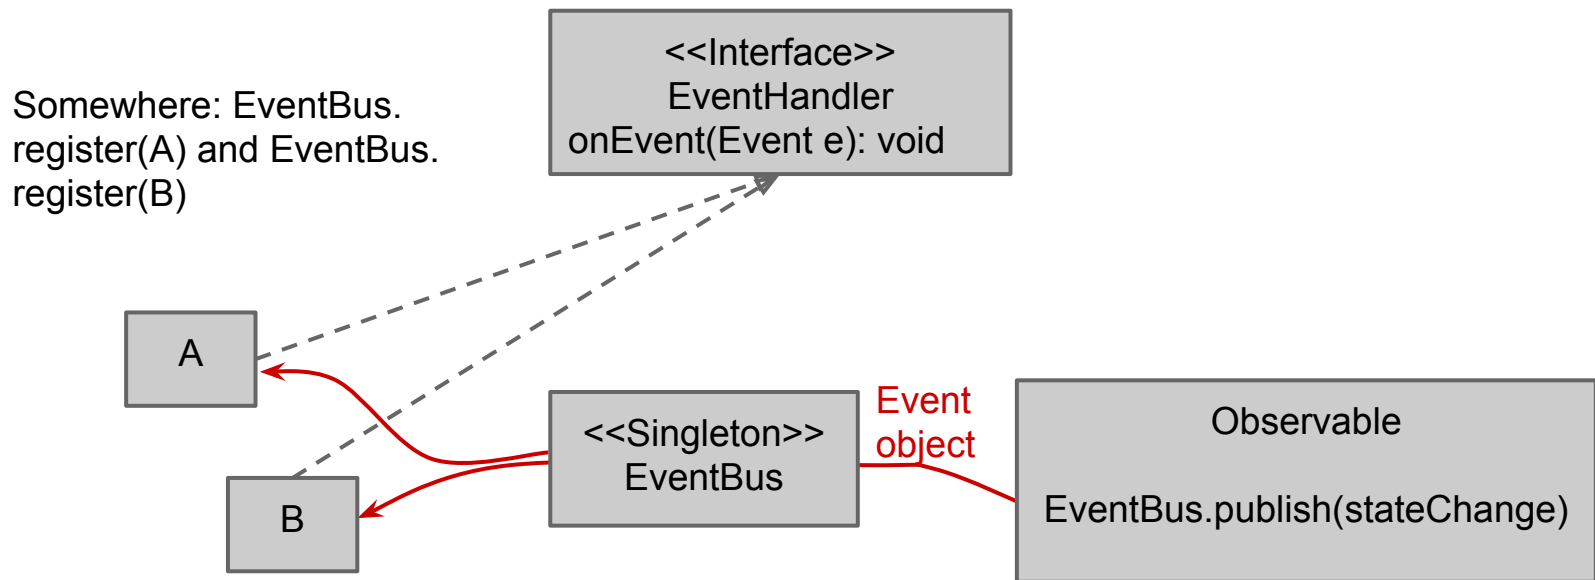 <<Interface>>
EventHandler
onEvent(Event e): void
Somewhere: EventBus.
register(A) and EventBus.
register(B)
A
B
<<Singleton>>
EventBus
Event
object
Observable
EventBus.publish(stateChange)